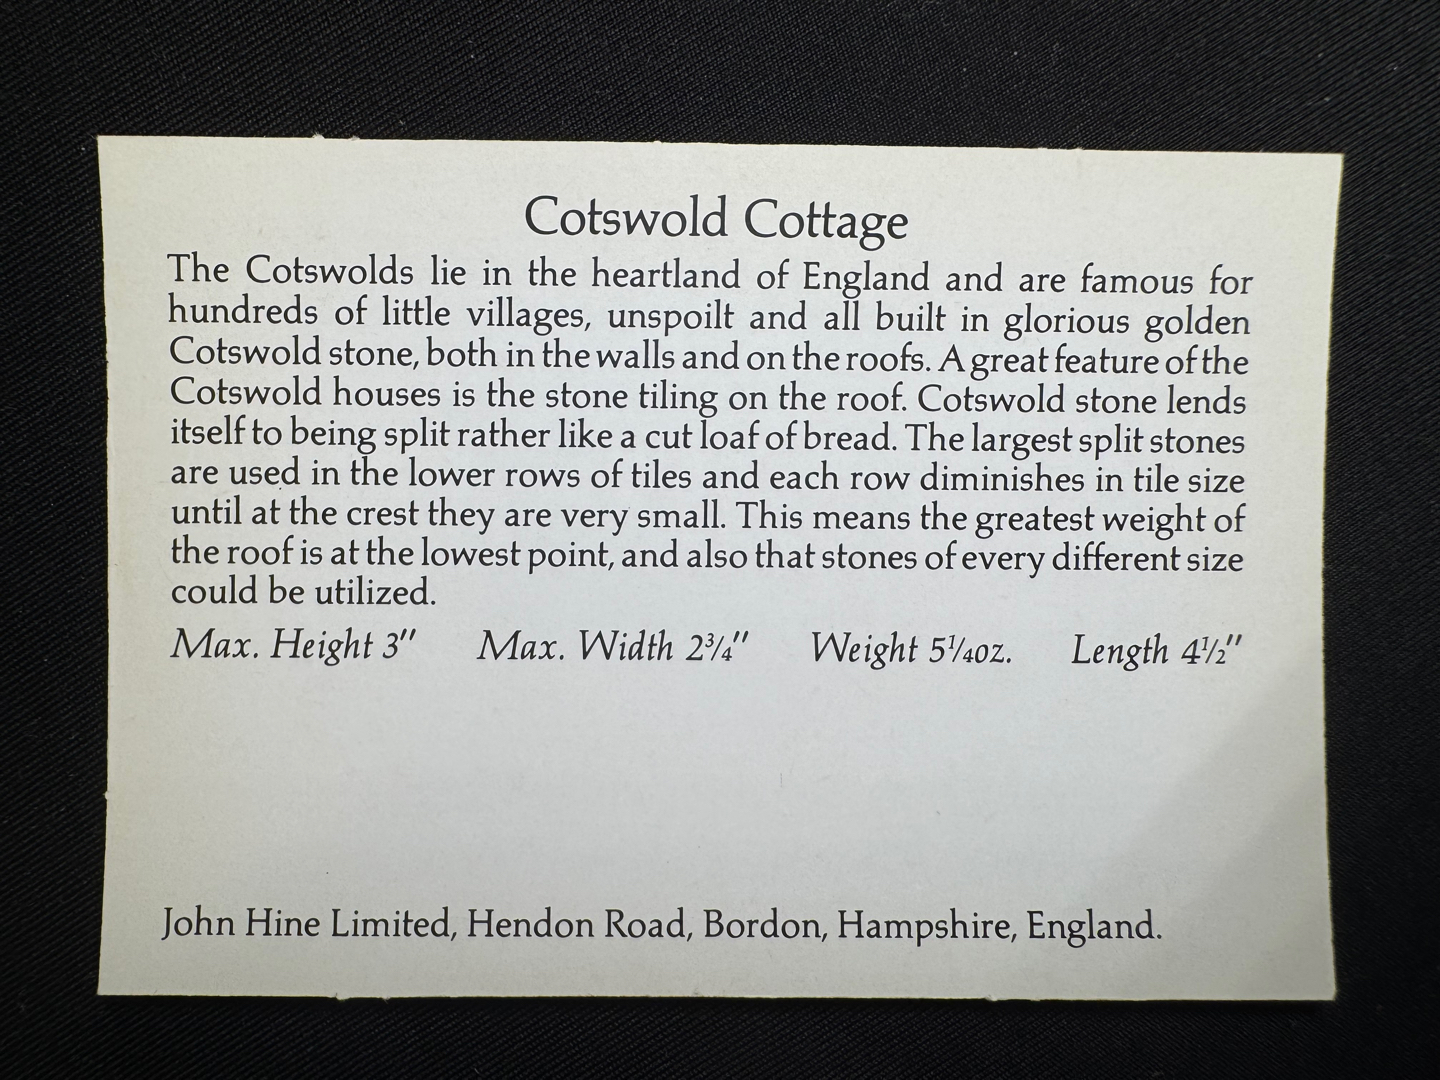 Cotswold Cottage
The Cotswolds lie in the heartland of England and are famous for
hundreds of little villages, unspoilt and all built in glorious golden
Cotswold stone, both in the walls and on the roofs. A great feature of the
Cotswold houses is the stone tiling on the roof. Cotswold stone lends
itself to being split rather like a cut loaf of bread. The largest split stones
are used in the lower rows of tiles and each row diminishes in tile size
until at the crest they are very small. This means the greatest weight of
the roof is at the lowest point, and also that stones of every different size
could be utilized.
Max. Height 3″ Max. Width 2¾″ Weight 5¼oz. Length 4½″
John Hine Limited, Hendon Road, Bordon, Hampshire, England.